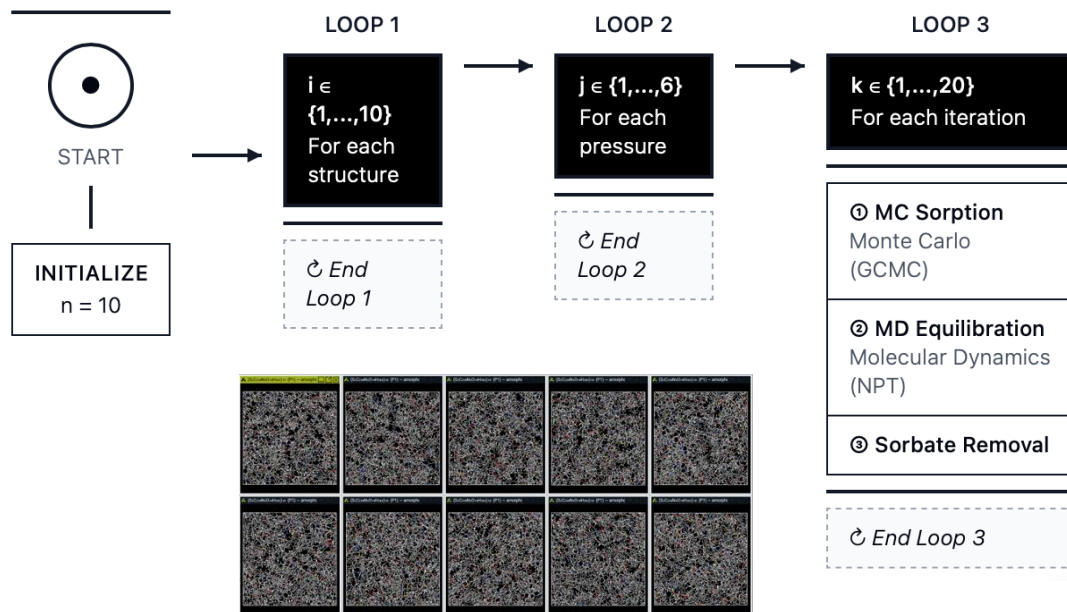 START
INITIALIZE
n = 10
LOOP 1
i ∈
{1,...,10}
For each
structure
↻ End
Loop 1
LOOP 2
j ∈ {1,...,6}
For each
pressure
↻ End
Loop 2
LOOP 3
k ∈ {1,...,20}
For each iteration
① MC Sorption
Monte Carlo
(GCMC)
② MD Equilibration
Molecular Dynamics
(NPT)
③ Sorbate Removal
↻ End Loop 3